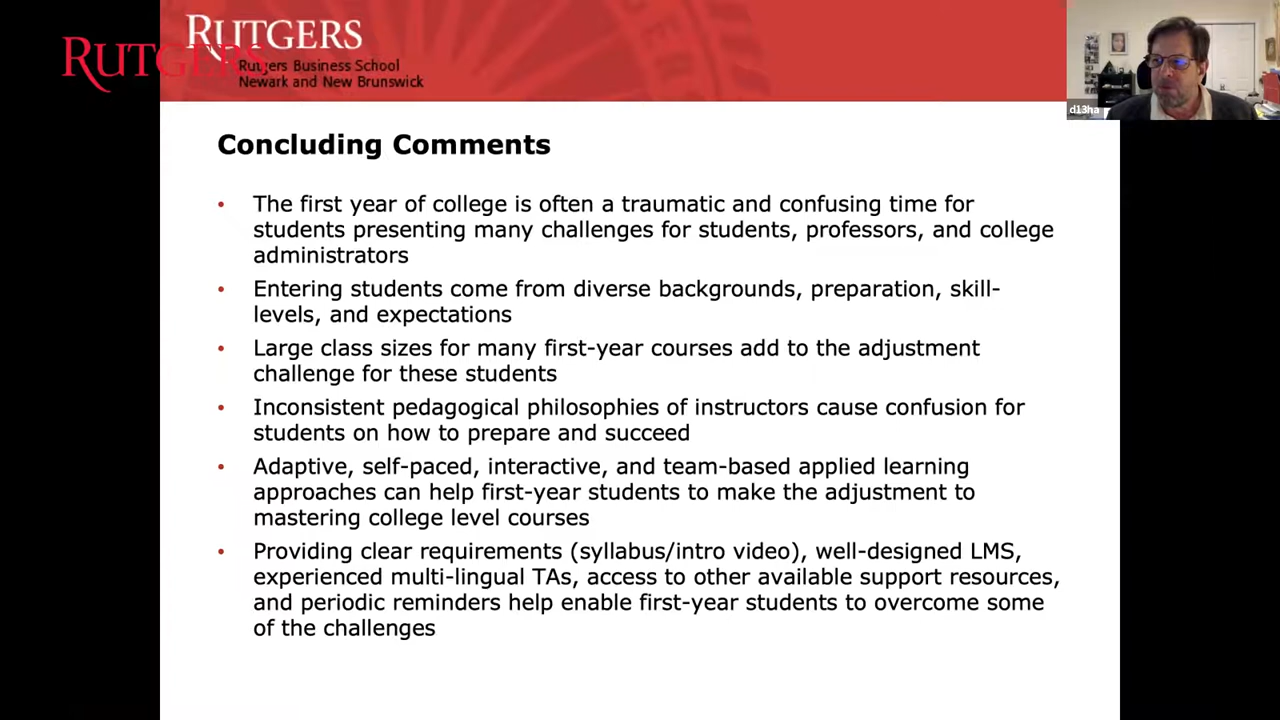 RUTGERS
RUTGERS
Rutgers Business School
Newark and New Brunswick
d13ha
Concluding Comments
• The first year of college is often a traumatic and confusing time for
students presenting many challenges for students, professors, and college
administrators
• Entering students come from diverse backgrounds, preparation, skill-
levels, and expectations
• Large class sizes for many first-year courses add to the adjustment
challenge for these students
• Inconsistent pedagogical philosophies of instructors cause confusion for
students on how to prepare and succeed
• Adaptive, self-paced, interactive, and team-based applied learning
approaches can help first-year students to make the adjustment to
mastering college level courses
• Providing clear requirements (syllabus/intro video), well-designed LMS,
experienced multi-lingual TAs, access to other available support resources,
and periodic reminders help enable first-year students to overcome some
of the challenges